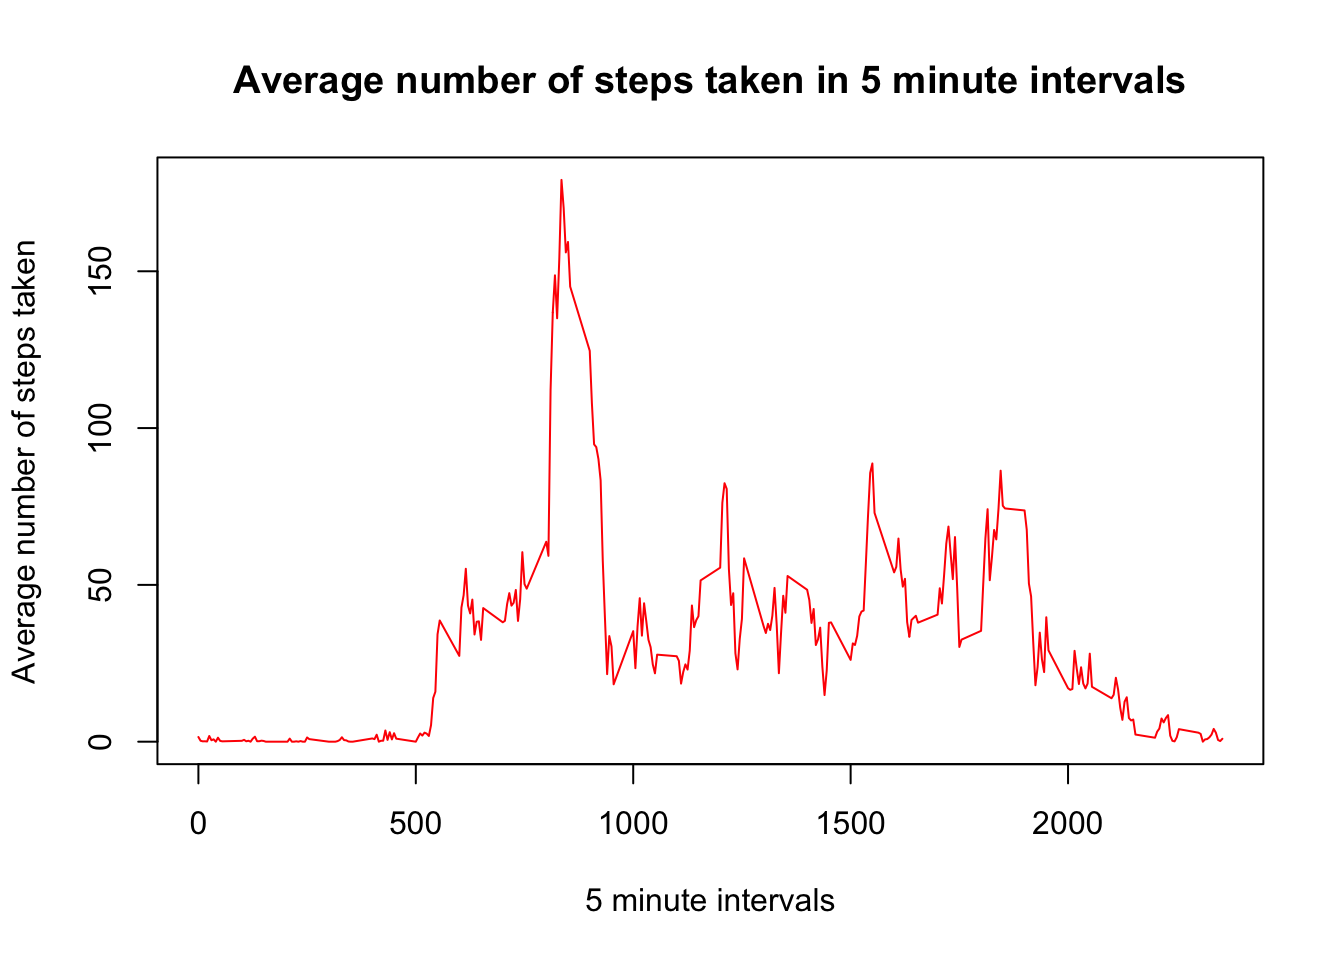 Average number of steps taken in 5 minute intervals
Average number of steps taken
150
100
50
0
0 500 1000 1500 2000
5 minute intervals